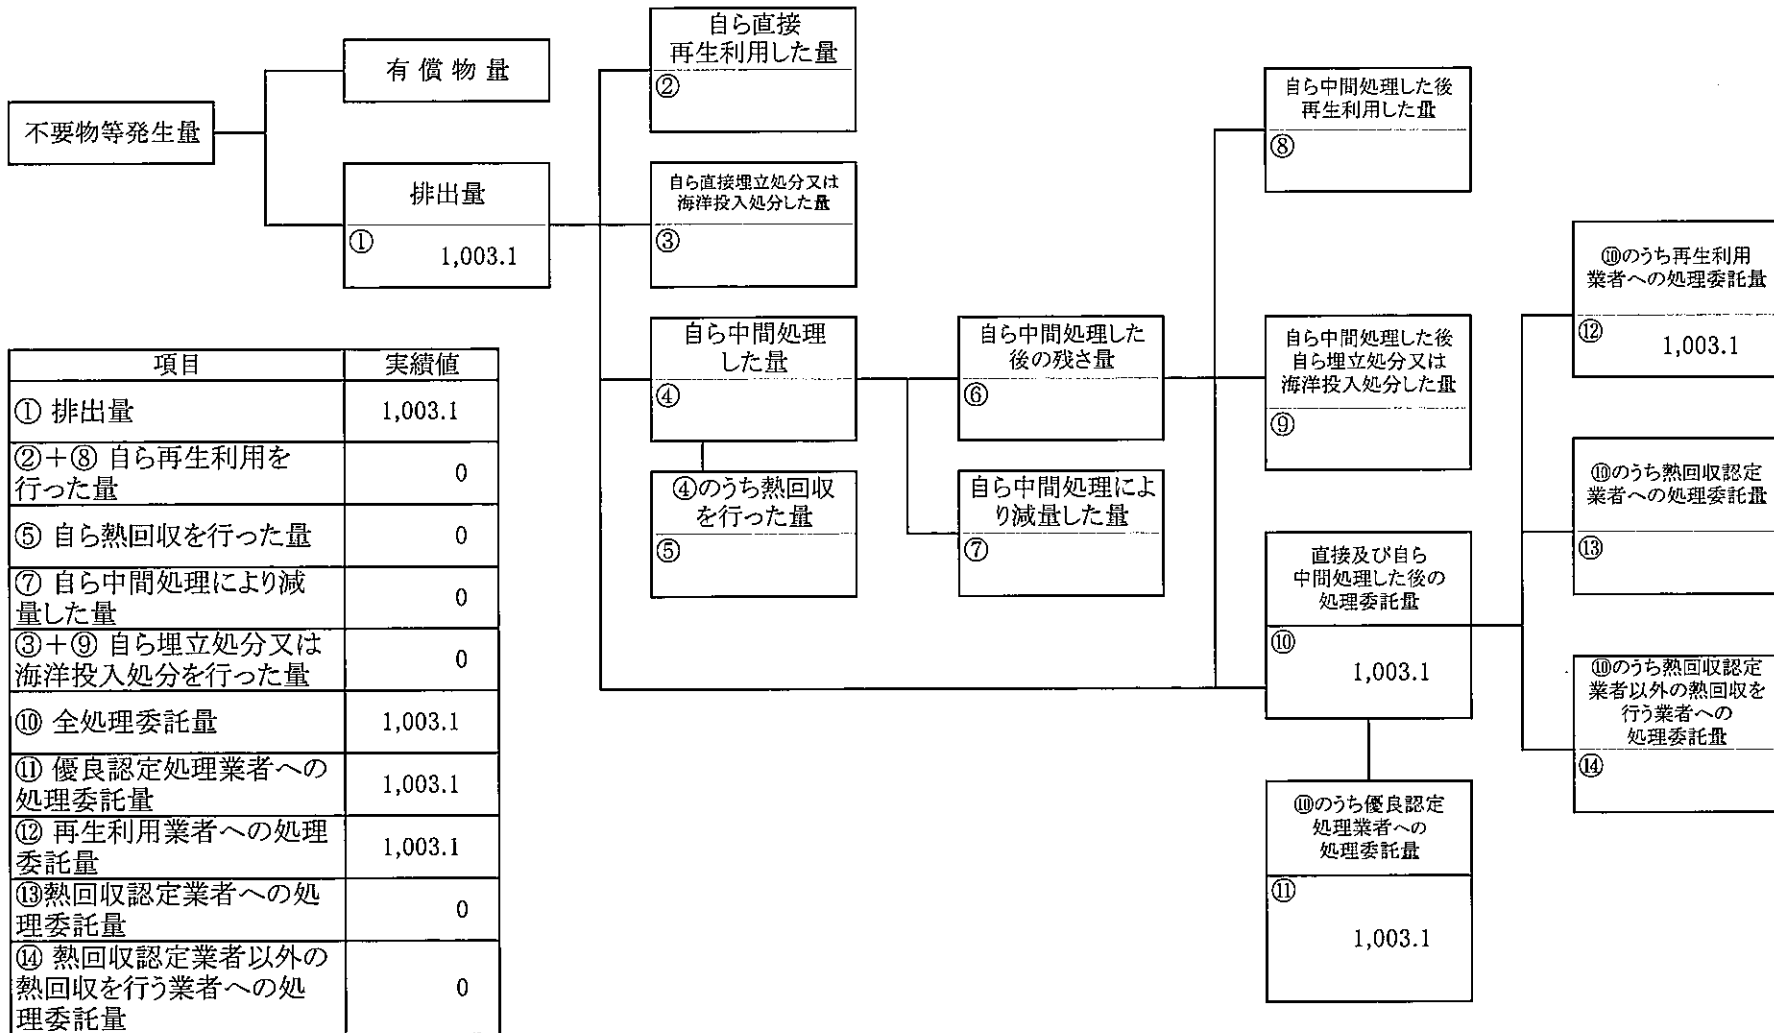 不要物等発生量
有償物量
排出量
①
1,003.1
自ら直接
再生利用した量
②
自ら直接埋立処分又は
海洋投入処分した量
③
自ら中間処理
した量
④
④のうち熱回収
を行った量
⑤
自ら中間処理した
後の残さ量
⑥
自ら中間処理によ
り減量した量
⑦
自ら中間処理した後
再生利用した量
⑧
自ら中間処理した後
自ら埋立処分又は
海洋投入処分した量
⑨
直接及び自ら
中間処理した後の
処理委託量
⑩
1,003.1
⑩のうち優良認定
処理業者への
処理委託量
⑪
1,003.1
⑩のうち再生利用
業者への処理委託量
⑫
1,003.1
⑩のうち熱回収認定
業者への処理委託量
⑬
⑩のうち熱回収認定
業者以外の熱回収を
行う業者への
処理委託量
⑭
項目 実績値
① 排出量 1,003.1
②＋⑧ 自ら再生利用を
行った量 0
⑤ 自ら熱回収を行った量 0
⑦ 自ら中間処理により減
量した量 0
③＋⑨ 自ら埋立処分又は
海洋投入処分を行った量 0
⑩ 全処理委託量 1,003.1
⑪ 優良認定処理業者への
処理委託量 1,003.1
⑫ 再生利用業者への処理
委託量 1,003.1
⑬熱回収認定業者への処
理委託量 0
⑭ 熱回収認定業者以外の
熱回収を行う業者への処
理委託量 0